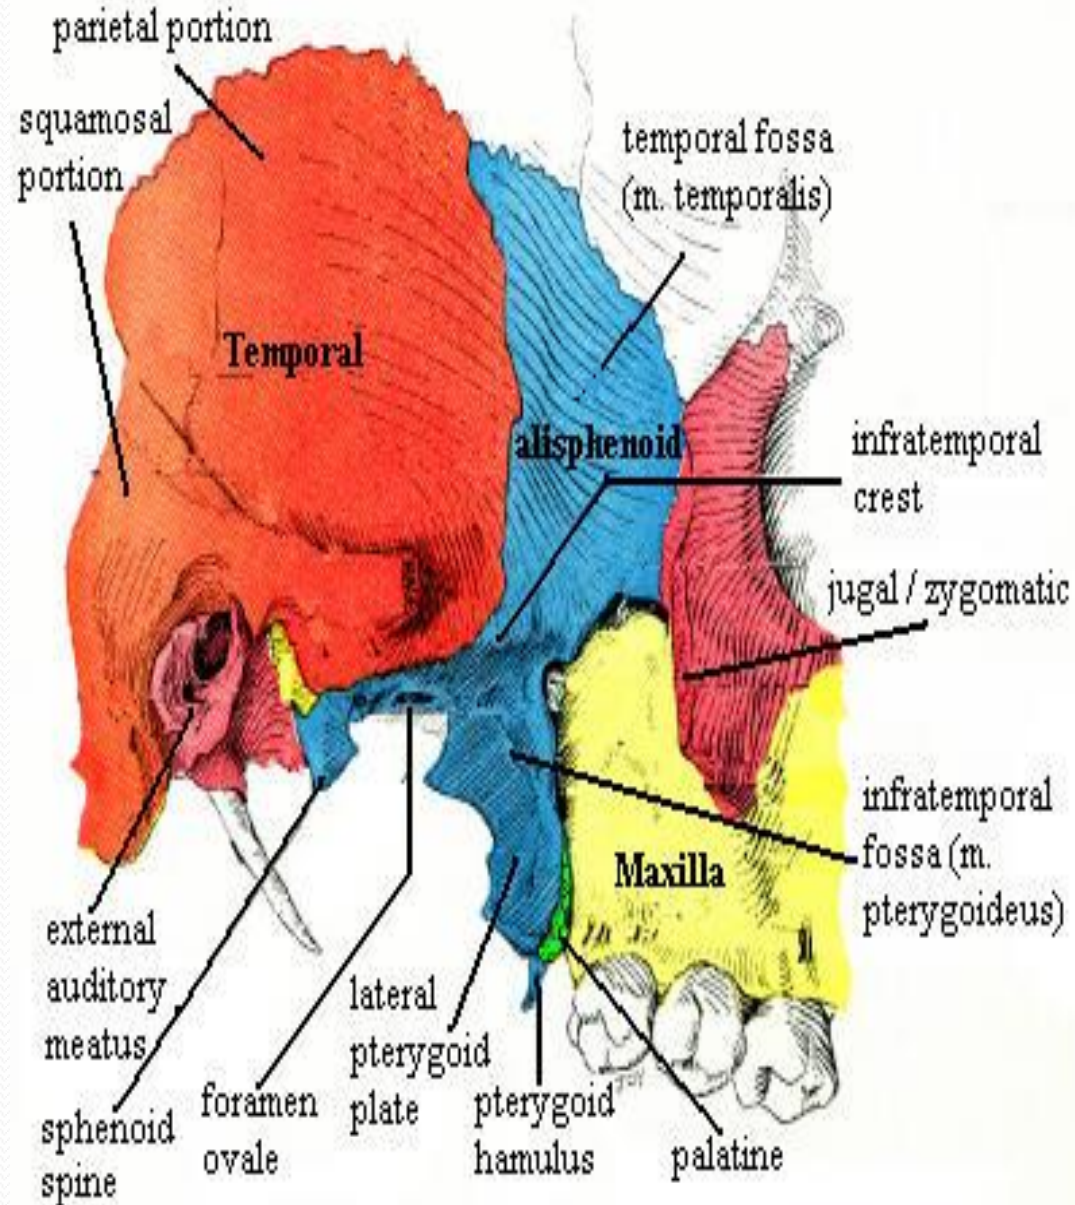 parietal portion
squamosal
portion
temporal fossa
(m. temporalis)
Temporal
alisphenoid
infratemporal
crest
jugal / zygomatic
infratemporal
fossa (m.
pterygoideus)
Maxilla
external
auditory
meatus
sphenoid
spine
foramen
ovale
lateral
pterygoid
plate
pterygoid
hamulus
palatine